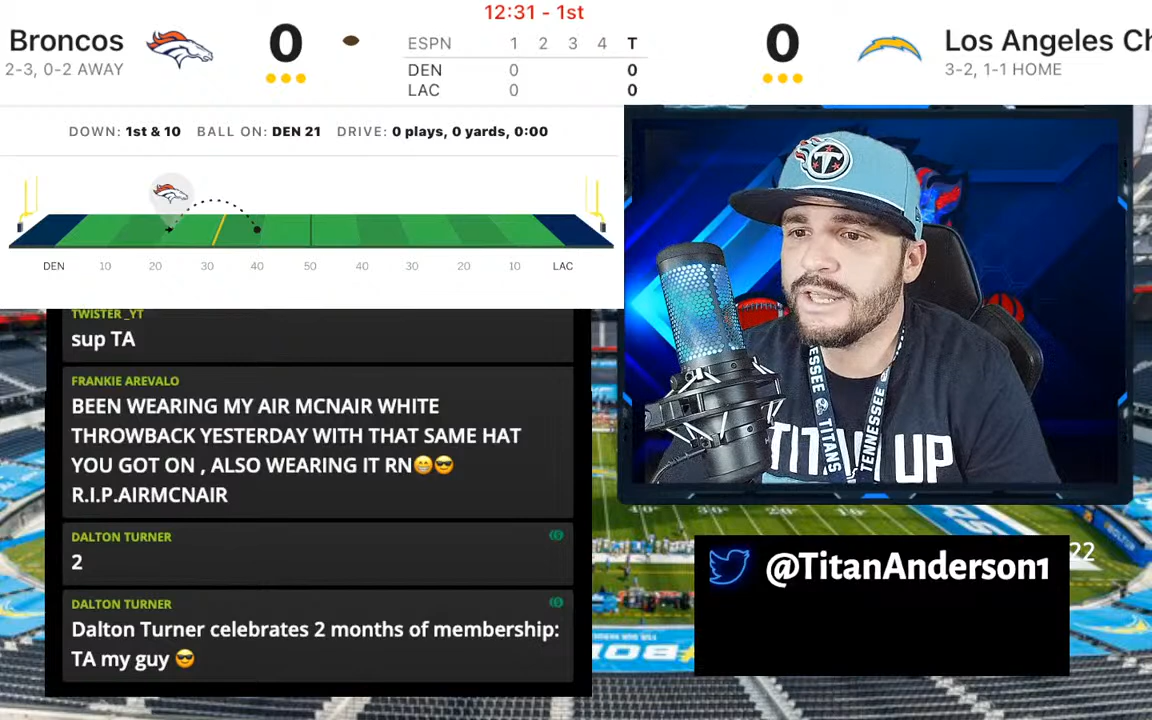 12:31 - 1st
Broncos
2-3, 0-2 AWAY
0
ESPN 1 2 3 4 T
DEN 0 0
LAC 0 0
0
Los Angeles Ch
3-2, 1-1 HOME
DOWN: 1st & 10 BALL ON: DEN 21 DRIVE: 0 plays, 0 yards, 0:00
DEN 10 20 30 40 50 40 30 20 10 LAC
TWISTER_YT
sup TA
FRANKIE AREVALO
BEEN WEARING MY AIR MCNAIR WHITE
THROWBACK YESTERDAY WITH THAT SAME HAT
YOU GOT ON , ALSO WEARING IT RN😁😎
R.I.P.AIRMCNAIR
DALTON TURNER
2
DALTON TURNER
Dalton Turner celebrates 2 months of membership:
TA my guy 😎
T
TITAN UP
TITANS
TENNESSEE
22
@TitanAnderson1